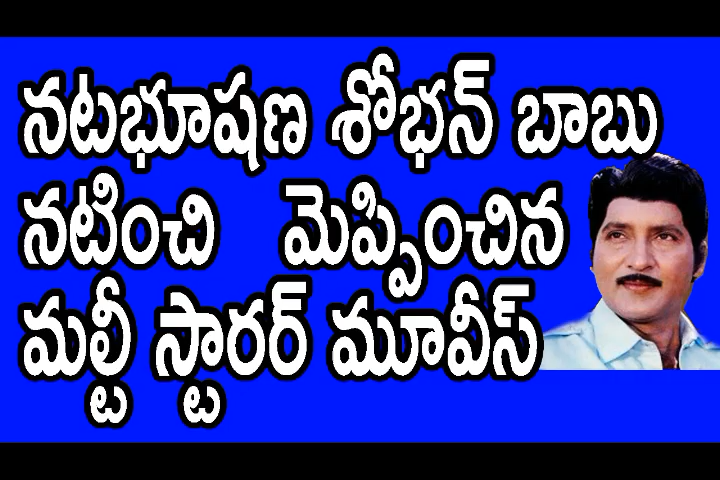 నటభూషణ శోభన్ బాబు
నటించి మెప్పించిన
మల్టీ స్టారర్ మూవీస్